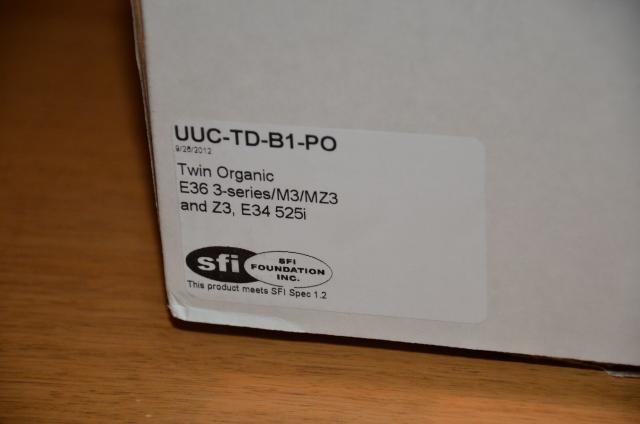 UUC-TD-B1-PO
9/26/2012
Twin Organic
E36 3-series/M3/MZ3
and Z3, E34 525i
sfi
SFI
FOUNDATION
INC.
This product meets SFI Spec 1.2